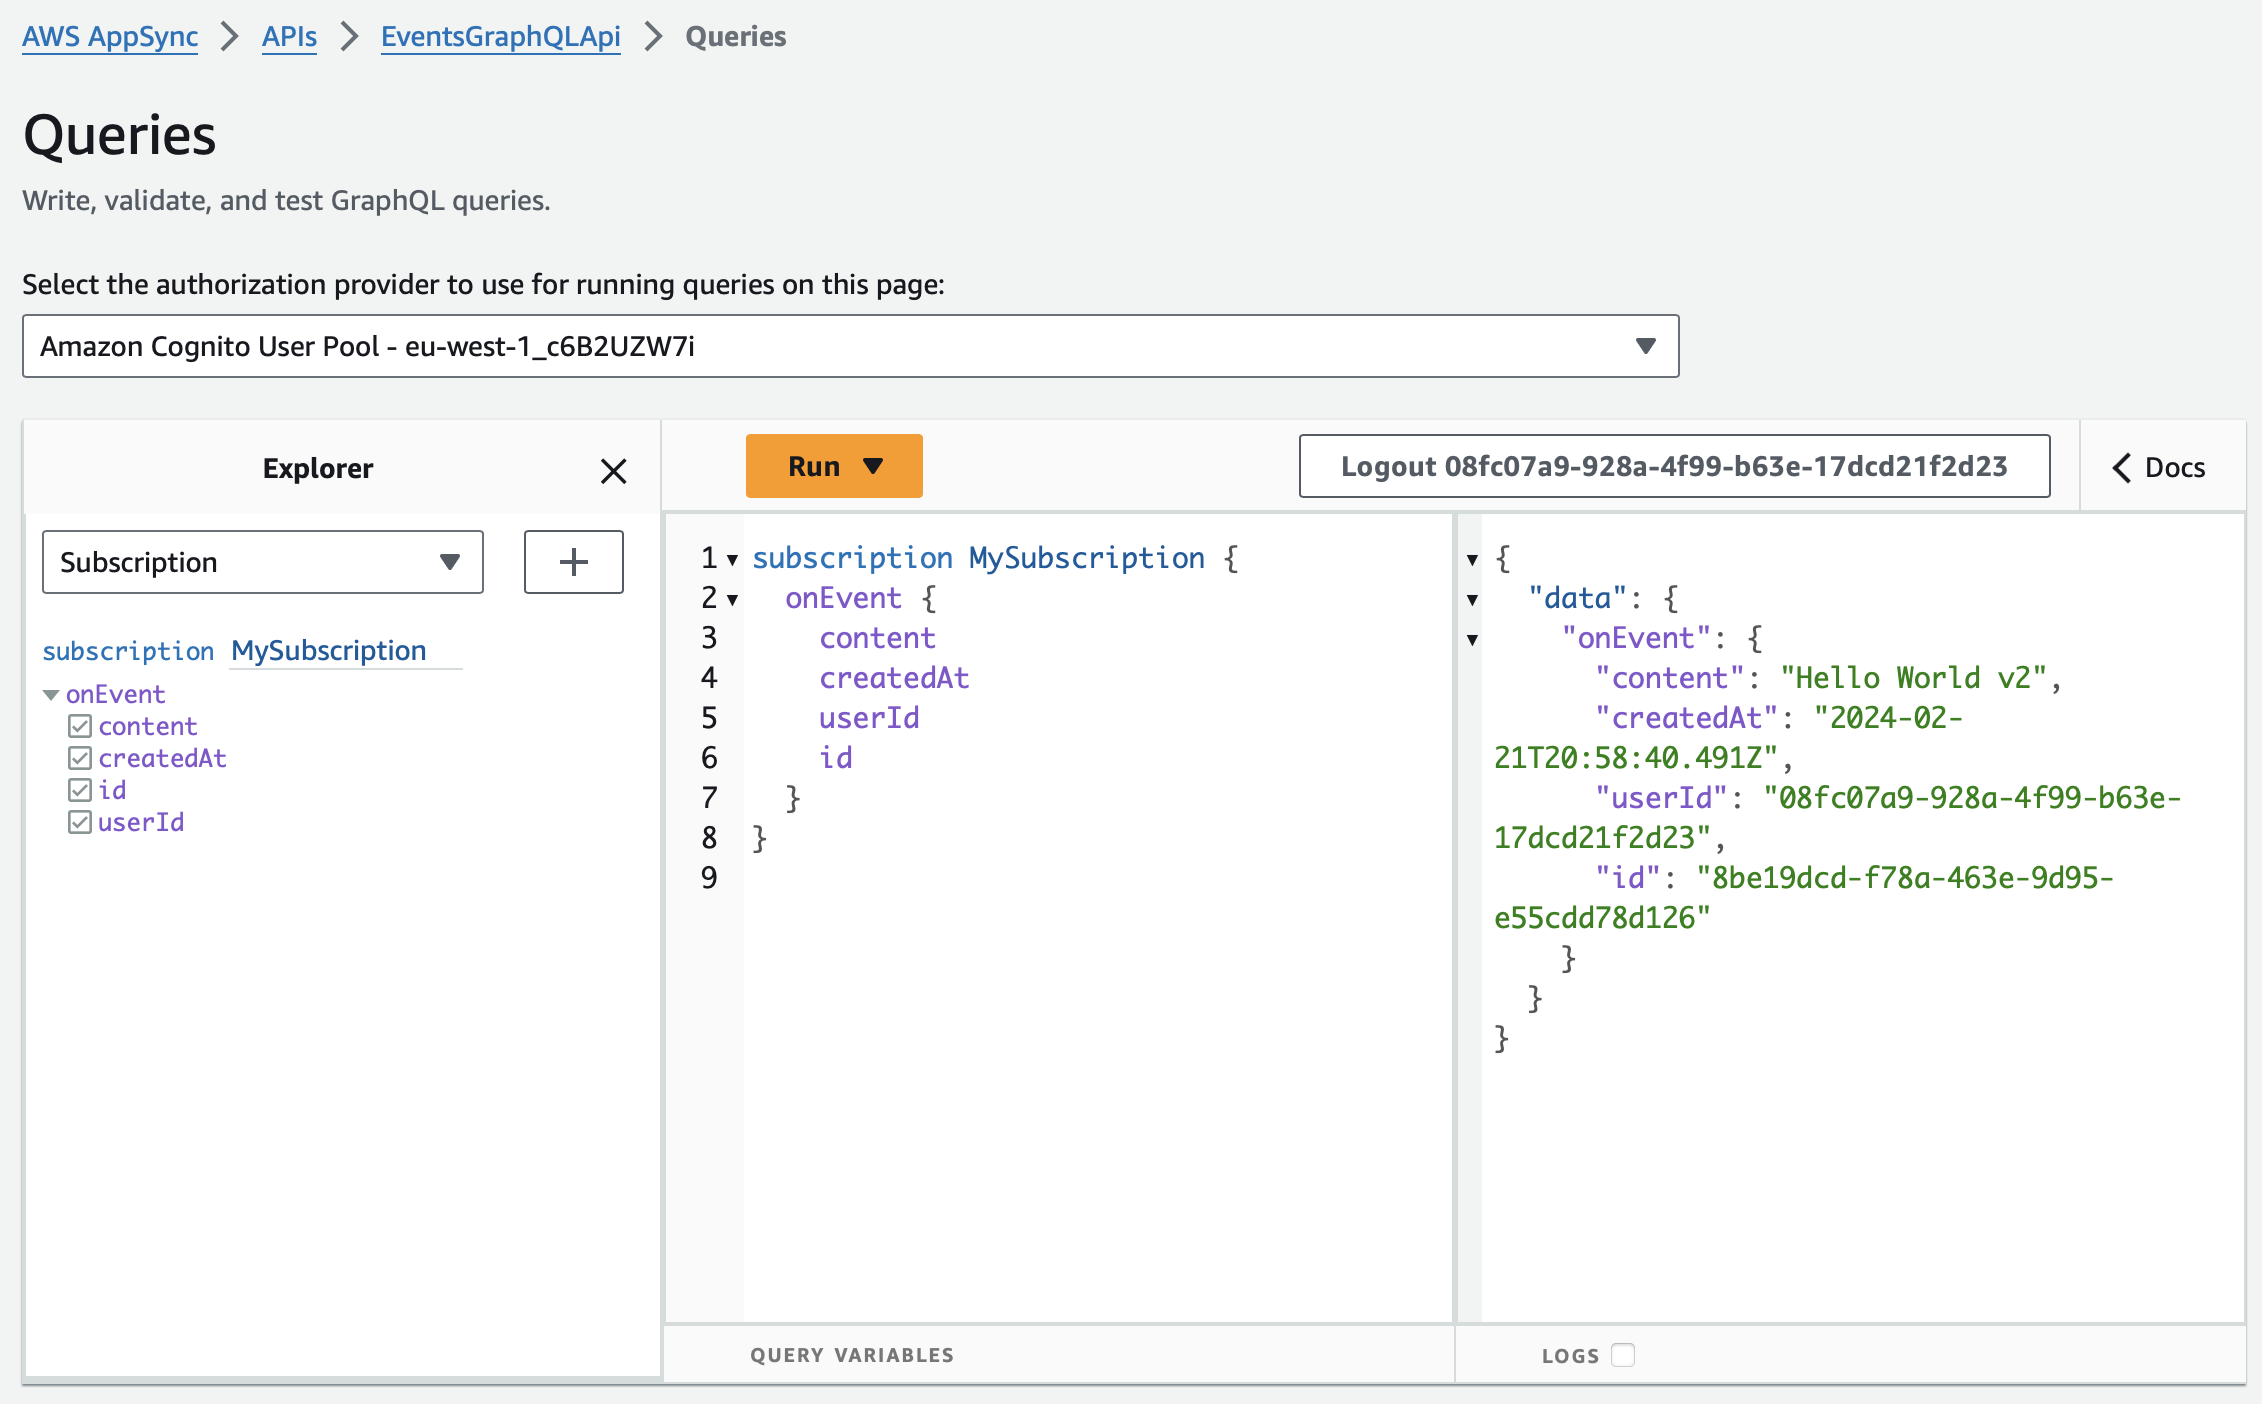 AWS AppSync > APIs > EventsGraphQLApi > Queries
Queries
Write, validate, and test GraphQL queries.
Select the authorization provider to use for running queries on this page:
Amazon Cognito User Pool - eu-west-1_c6B2UZW7i
Explorer
Run
Logout 08fc07a9-928a-4f99-b63e-17dcd21f2d23
Docs
Subscription
+
subscription MySubscription
onEvent
content
createdAt
id
userId
1 subscription MySubscription {
2 onEvent {
3 content
4 createdAt
5 userId
6 id
7 }
8 }
9
{
"data": {
"onEvent": {
"content": "Hello World v2",
"createdAt": "2024-02-
21T20:58:40.491Z",
"userId": "08fc07a9-928a-4f99-b63e-
17dcd21f2d23",
"id": "8be19dcd-f78a-463e-9d95-
e55cdd78d126"
}
}
}
QUERY VARIABLES
LOGS